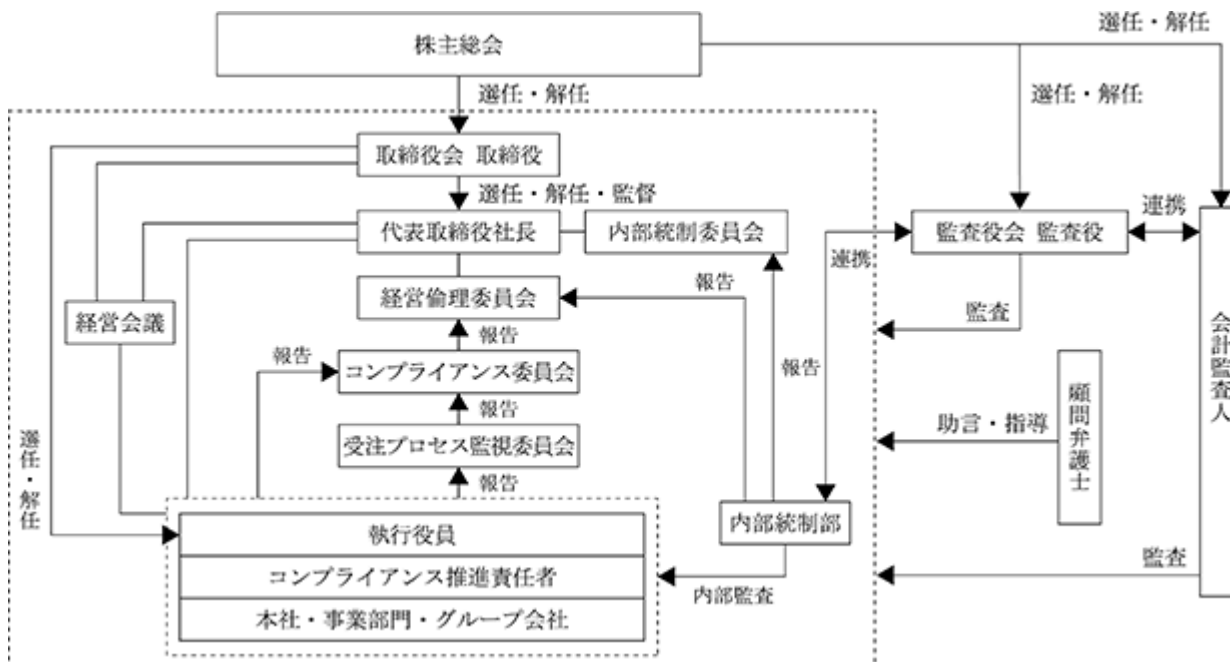 株主総会
選任・解任
選任・解任
選任・解任
取締役会 取締役
選任・解任・監督
代表取締役社長
内部統制委員会
監査役会 監査役
連携
連携
経営倫理委員会
報告
経営会議
監査
報告
報告
コンプライアンス委員会
報告
会計監査人
報告
受注プロセス監視委員会
助言・指導
顧問弁護士
選任・解任
報告
内部統制部
執行役員
コンプライアンス推進責任者
内部監査
監査
本社・事業部門・グループ会社